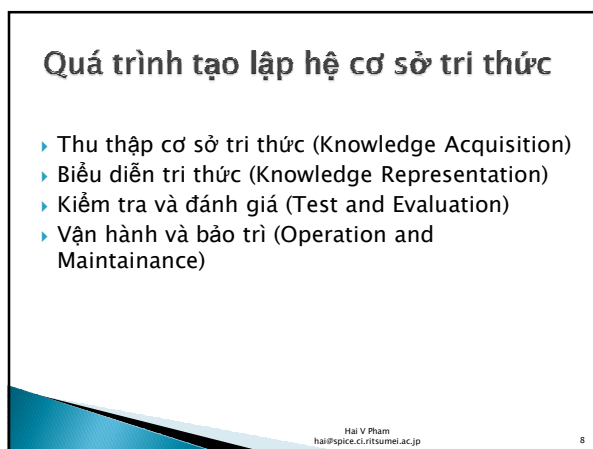 Quá trình tạo lập hệ cơ sở tri thức
Thu thập cơ sở tri thức (Knowledge Acquisition)
Biểu diễn tri thức (Knowledge Representation)
Kiểm tra và đánh giá (Test and Evaluation)
Vận hành và bảo trì (Operation and
Maintainance)
Hai V Pham
hai@spice.ci.ritsumei.ac.jp
8